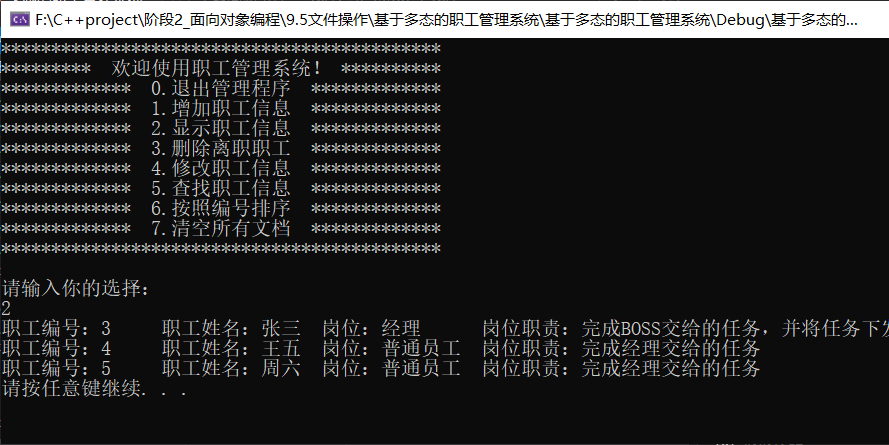 F:\C++project\阶段2_面向对象编程\9.5文件操作\基于多态的职工管理系统\基于多态的职工管理系统\Debug\基于多态的...
********************************************
*********  欢迎使用职工管理系统! **********
*************  0.退出管理程序  *************
*************  1.增加职工信息  *************
*************  2.显示职工信息  *************
*************  3.删除离职职工  *************
*************  4.修改职工信息  *************
*************  5.查找职工信息  *************
*************  6.按照编号排序  *************
*************  7.清空所有文档  *************
********************************************
请输入你的选择:
2
职工编号:3     职工姓名:张三  岗位:经理      岗位职责:完成BOSS交给的任务,并将任务下
职工编号:4     职工姓名:王五  岗位:普通员工  岗位职责:完成经理交给的任务
职工编号:5     职工姓名:周六  岗位:普通员工  岗位职责:完成经理交给的任务
请按任意键继续. . .